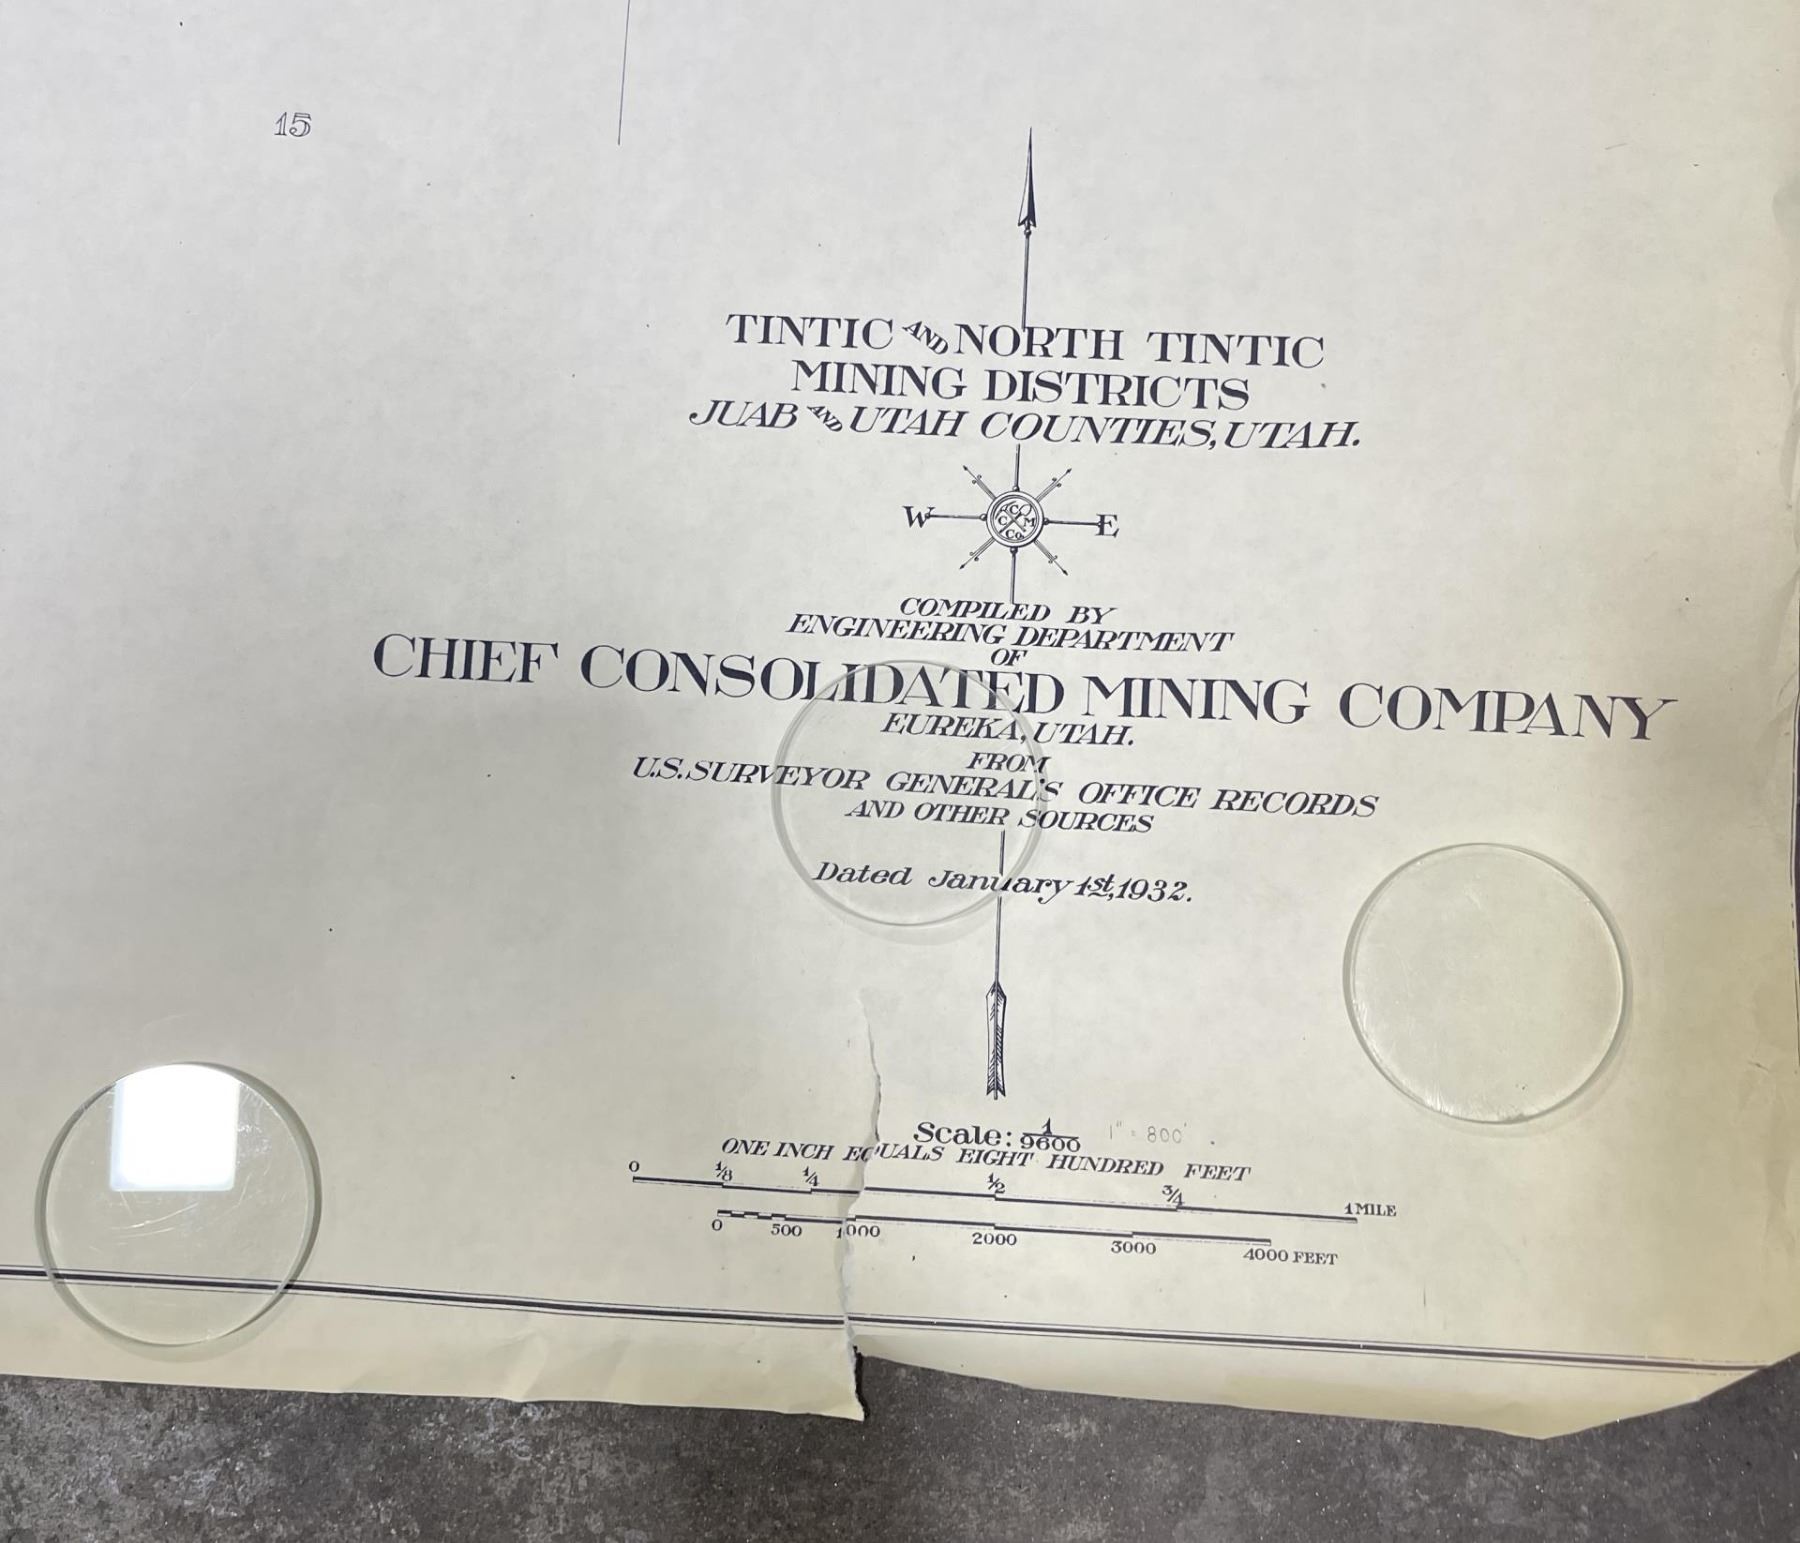 15
TINTIC AND NORTH TINTIC
MINING DISTRICTS
JUAB AND UTAH COUNTIES, UTAH.
W E
C C M Co.
COMPILED BY
ENGINEERING DEPARTMENT
OF
CHIEF CONSOLIDATED MINING COMPANY
EUREKA, UTAH.
FROM
U.S. SURVEYOR GENERAL'S OFFICE RECORDS
AND OTHER SOURCES
Dated January 1st, 1932.
Scale: 1/9600 1" = 800'
ONE INCH EQUALS EIGHT HUNDRED FEET
0 1/8 1/4 1/2 3/4 1 MILE
0 500 1000 2000 3000 4000 FEET